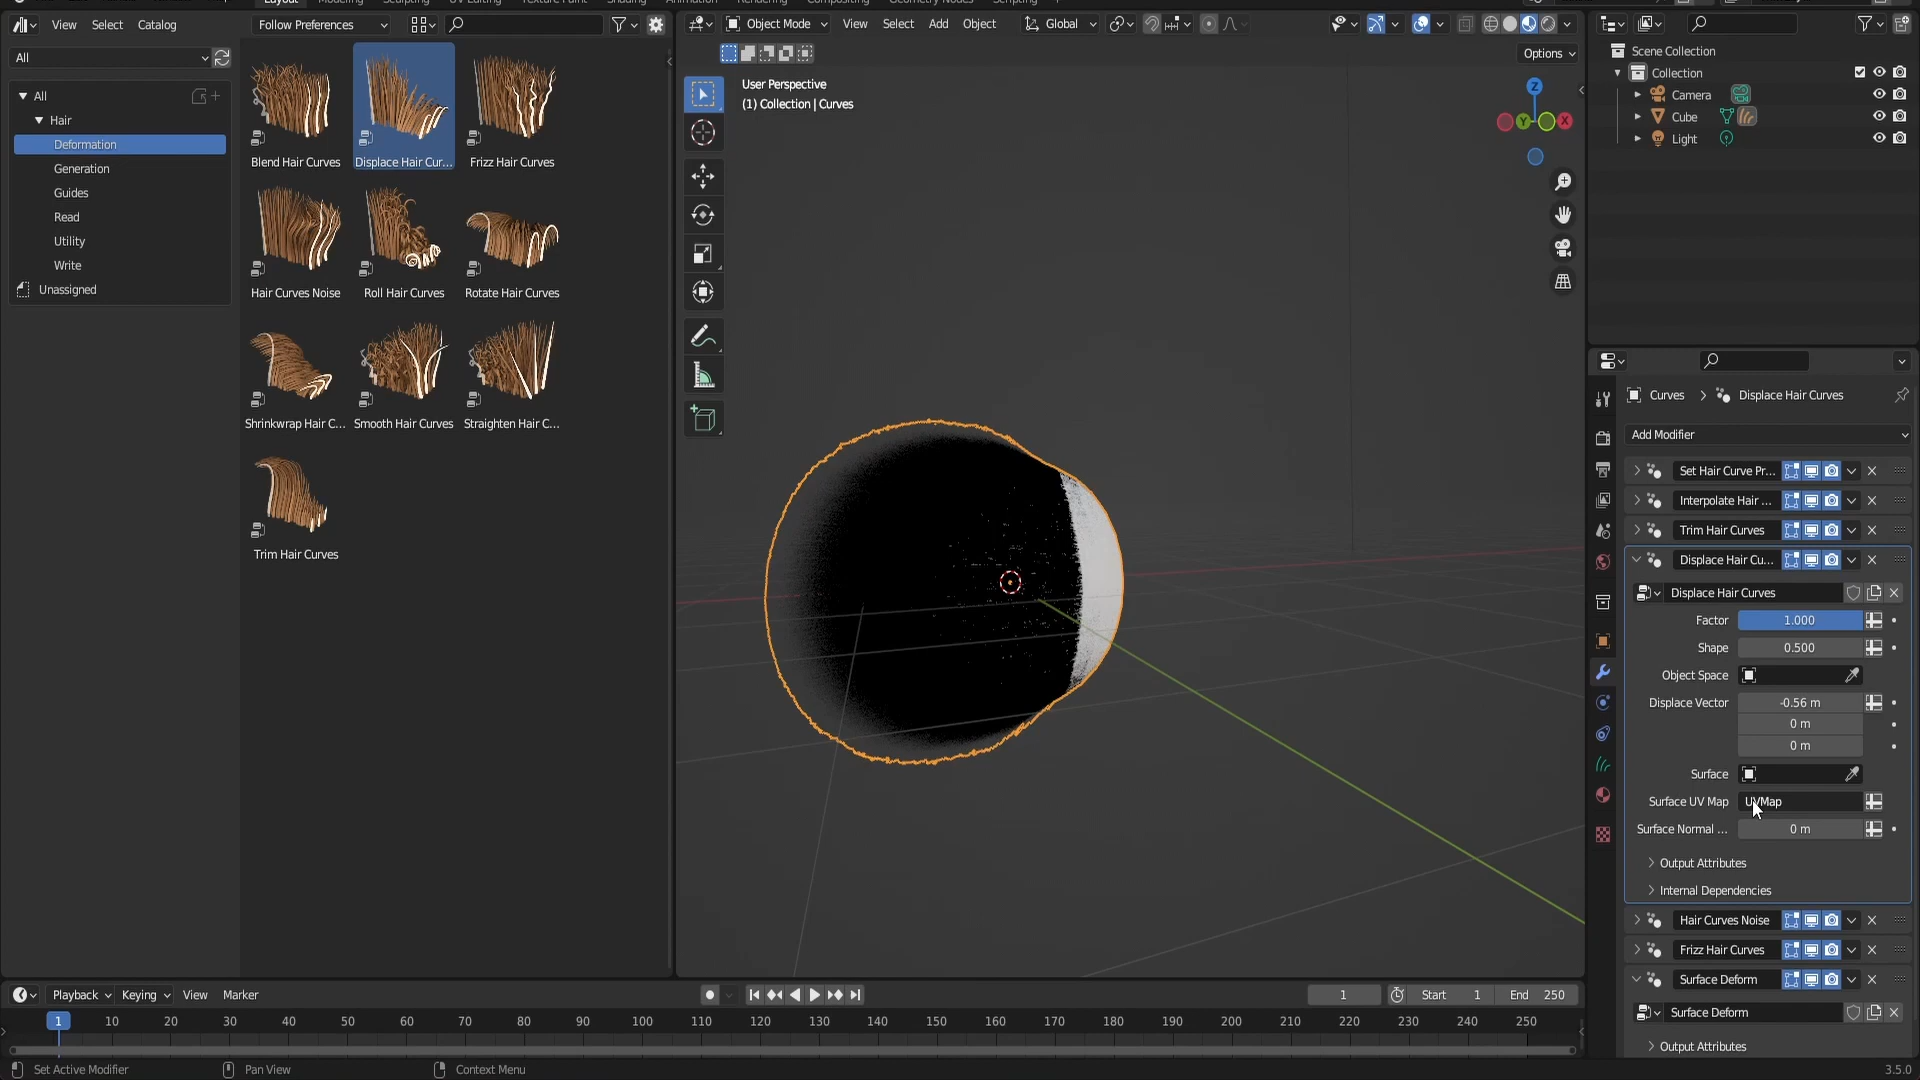 View Select Catalog
Follow Preferences
Object Mode View Select Add Object Global
All
Options
All
Hair
Deformation
Generation
Guides
Read
Utility
Write
Unassigned
Blend Hair Curves Displace Hair Cur... Frizz Hair Curves
Hair Curves Noise Roll Hair Curves Rotate Hair Curves
Shrinkwrap Hair C... Smooth Hair Curves Straighten Hair C...
Trim Hair Curves
User Perspective
(1) Collection | Curves
Z
Y X
Scene Collection
Collection
Camera
Cube
Light
Curves > Displace Hair Curves
Add Modifier
Set Hair Curve Pr...
Interpolate Hair ...
Trim Hair Curves
Displace Hair Cu...
Displace Hair Curves
Factor 1.000
Shape 0.500
Object Space
Displace Vector -0.56 m
0 m
0 m
Surface
Surface UV Map UVMap
Surface Normal ... 0 m
Output Attributes
Internal Dependencies
Hair Curves Noise
Frizz Hair Curves
Surface Deform
Surface Deform
Output Attributes
Playback Keying View Marker
1 Start 1 End 250
1 10 20 30 40 50 60 70 80 90 100 110 120 130 140 150 160 170 180 190 200 210 220 230 240 250
Set Active Modifier Pan View Context Menu
3.5.0